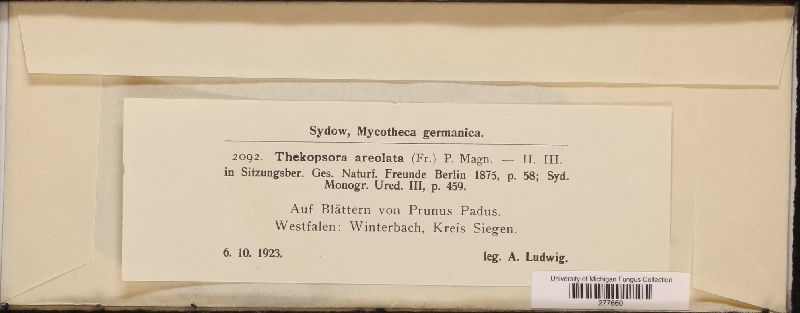 Sydow, Mycotheca germanica.
2092. Thekopsora areolata (Fr.) P. Magn. — II. III.
in Sitzungsber. Ges. Naturf. Freunde Berlin 1875, p. 58; Syd.
Monogr. Ured. III, p. 459.
Auf Blättern von Prunus Padus.
Westfalen: Winterbach, Kreis Siegen.
6. 10. 1923. leg. A. Ludwig.
University of Michigan Fungus Collection
277660